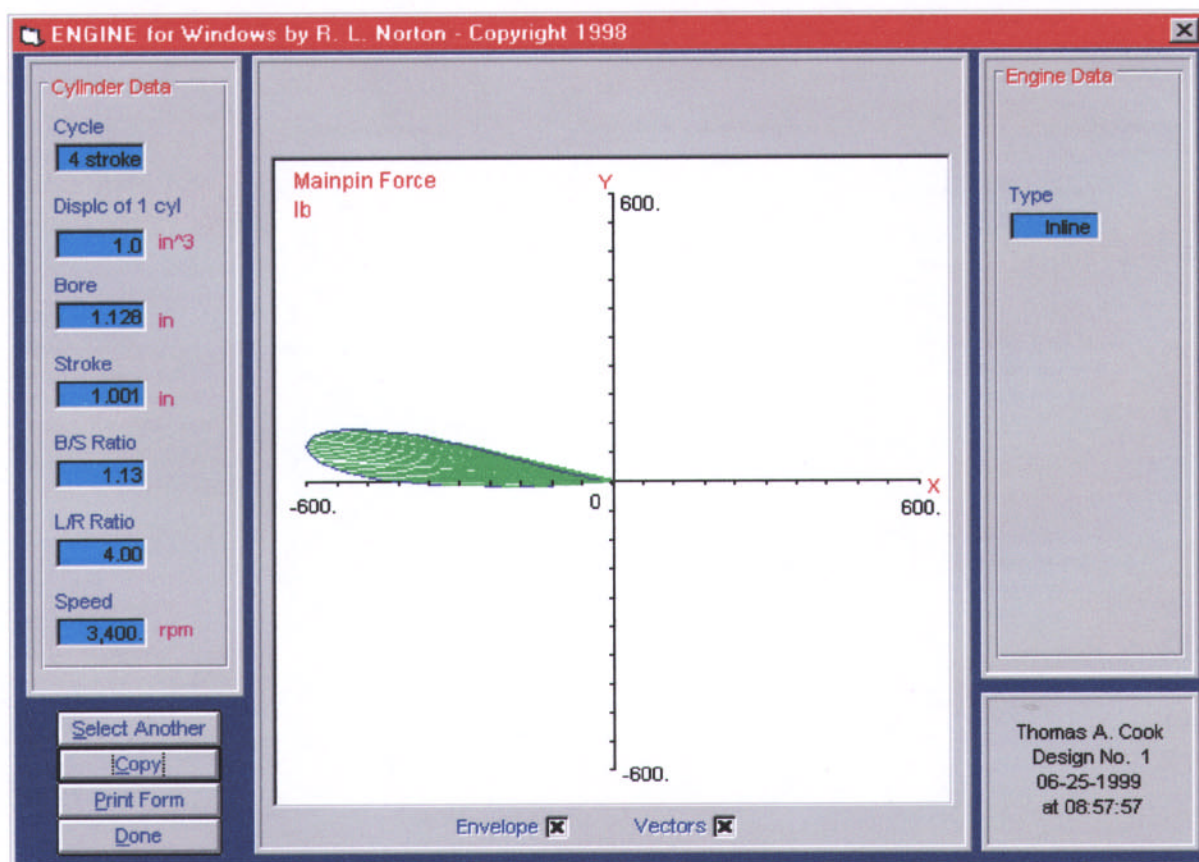 ENGINE for Windows by R. L. Norton - Copyright 1998
Cylinder Data
Cycle
4 stroke
Displc of 1 cyl
1.0 in^3
Bore
1.128 in
Stroke
1.001 in
B/S Ratio
1.13
L/R Ratio
4.00
Speed
3,400. rpm
Select Another
Copy
Print Form
Done
Mainpin Force
lb
Y
600.
X
-600.
0
600.
-600.
Envelope
Vectors
Engine Data
Type
Inline
Thomas A. Cook
Design No. 1
06-25-1999
at 08:57:57